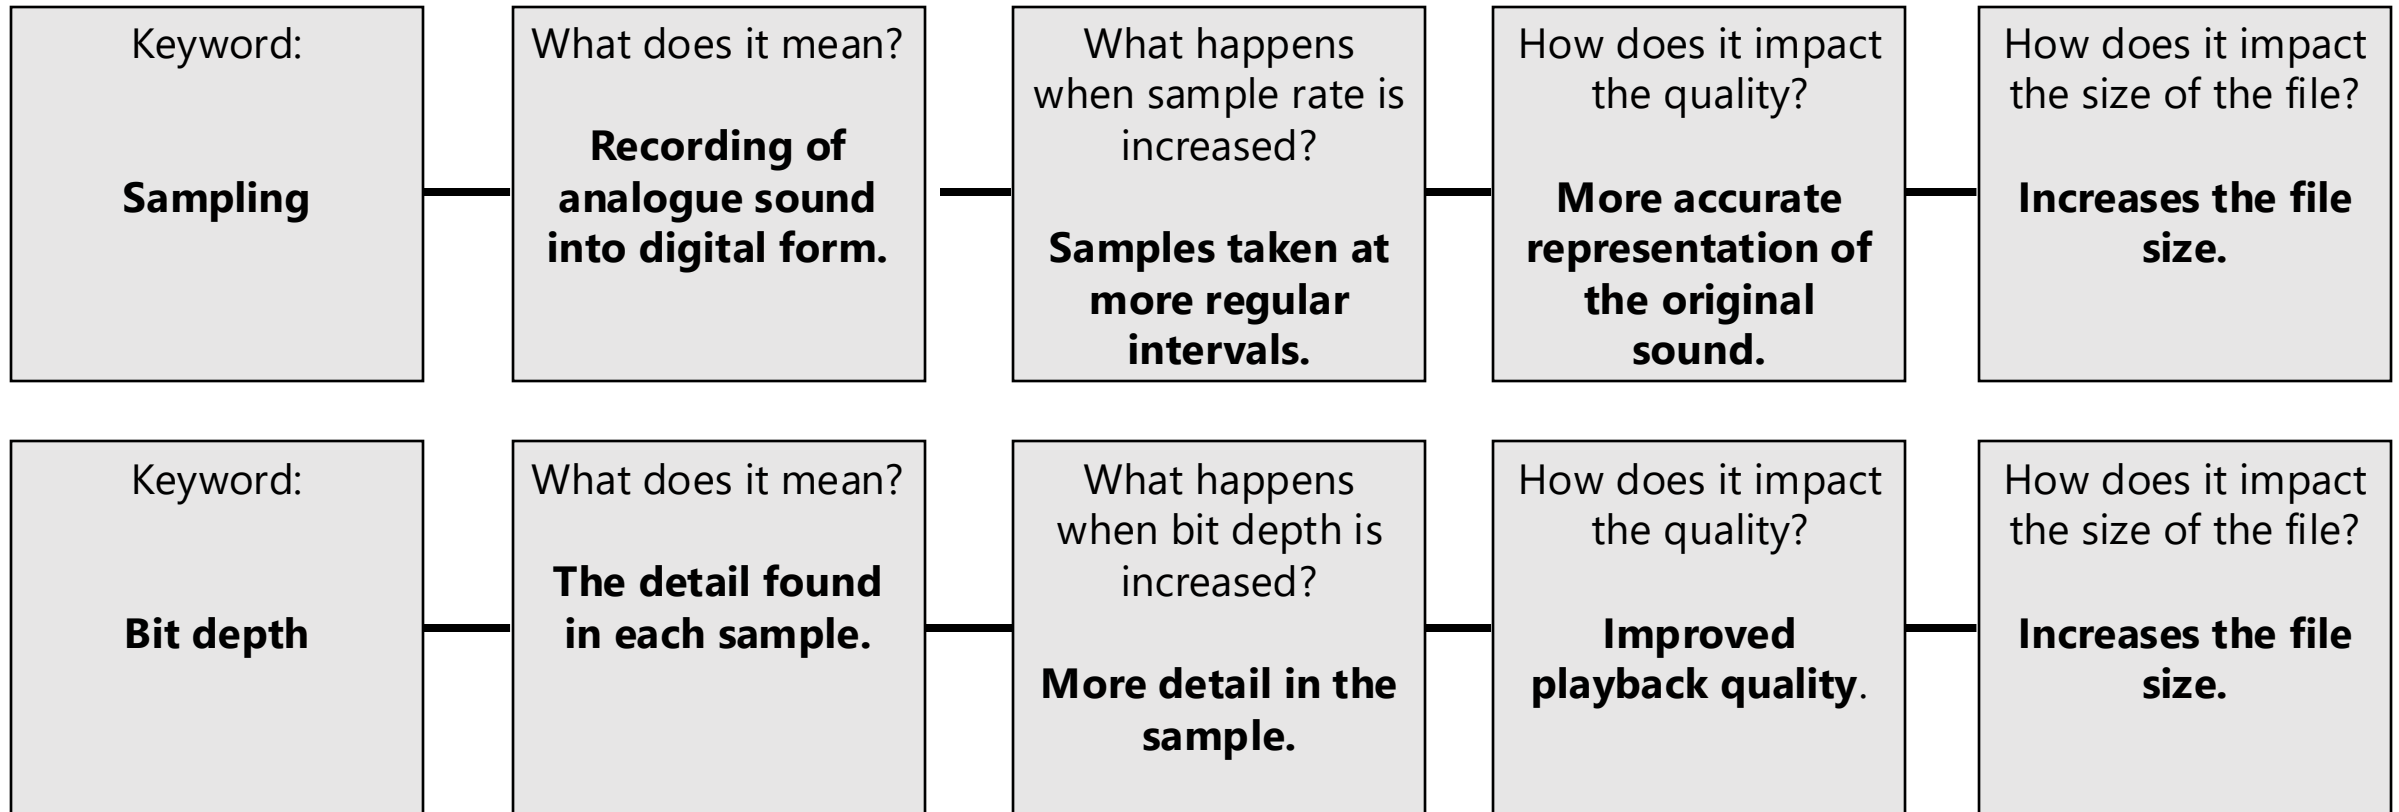 Keyword:
Sampling
What does it mean?
Recording of
analogue sound
into digital form.
What happens
when sample rate is
increased?
Samples taken at
more regular
intervals.
How does it impact
the quality?
More accurate
representation of
the original
sound.
How does it impact
the size of the file?
Increases the file
size.
Keyword:
Bit depth
What does it mean?
The detail found
in each sample.
What happens
when bit depth is
increased?
More detail in the
sample.
How does it impact
the quality?
Improved
playback quality.
How does it impact
the size of the file?
Increases the file
size.